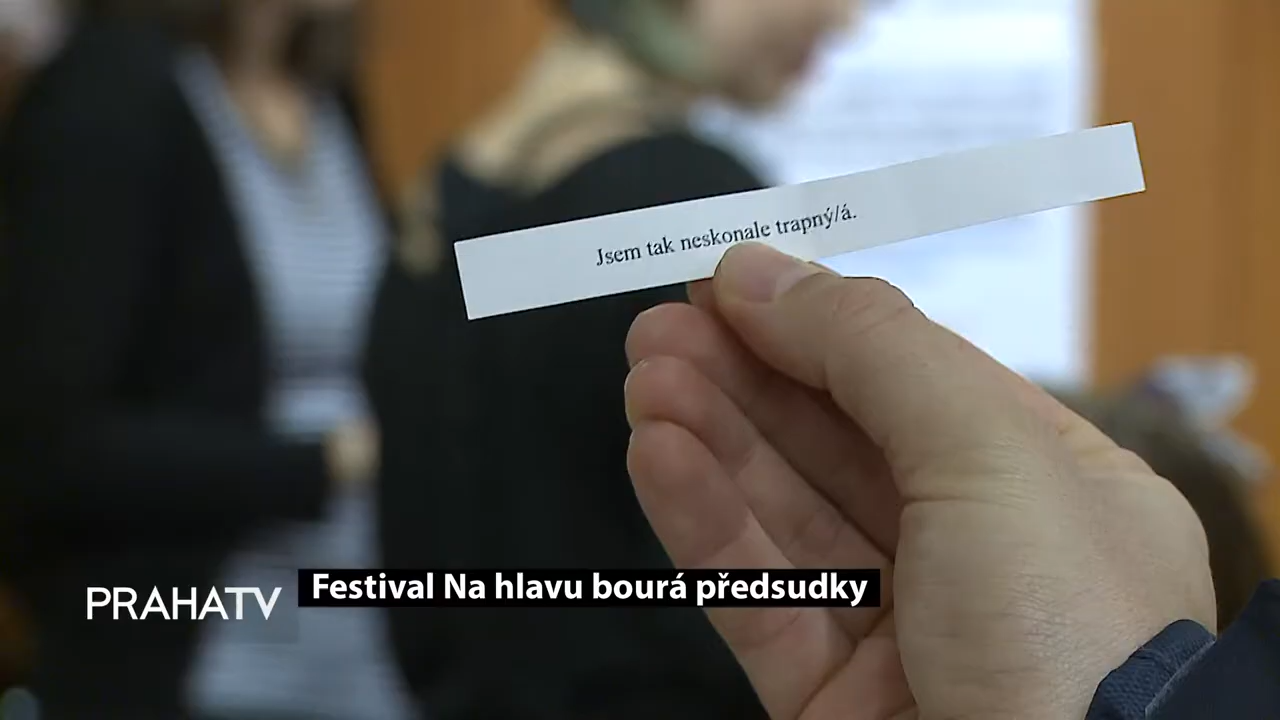 Jsem tak neskonale trapný/á.
PRAHATV
Festival Na hlavu bourá předsudky